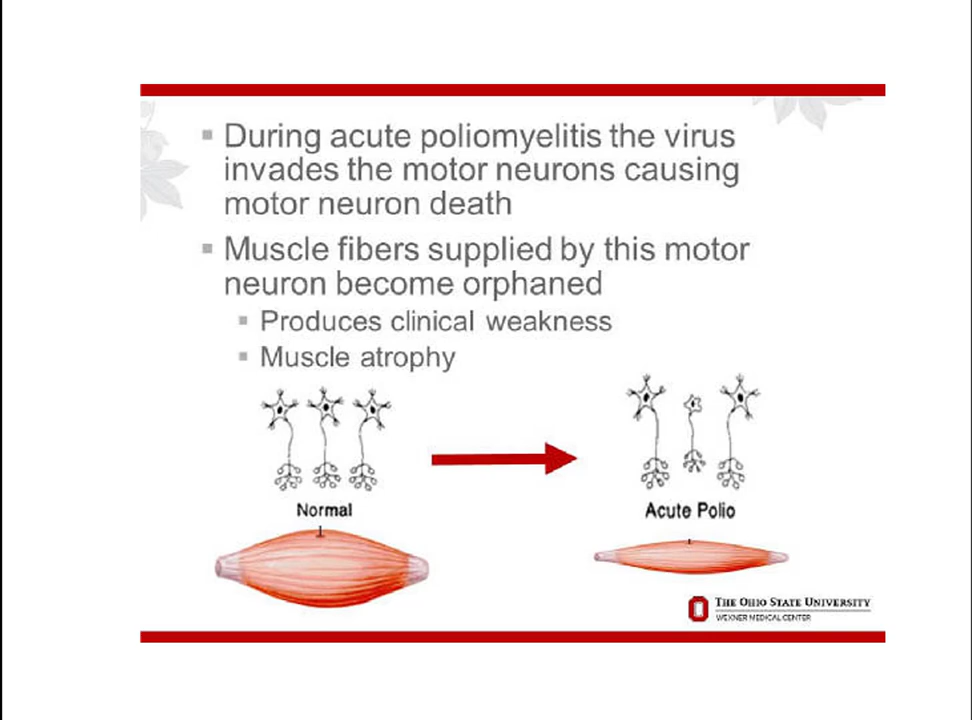 During acute poliomyelitis the virus
invades the motor neurons causing
motor neuron death
Muscle fibers supplied by this motor
neuron become orphaned
Produces clinical weakness
Muscle atrophy
Normal
Acute Polio
THE OHIO STATE UNIVERSITY
WEXNER MEDICAL CENTER